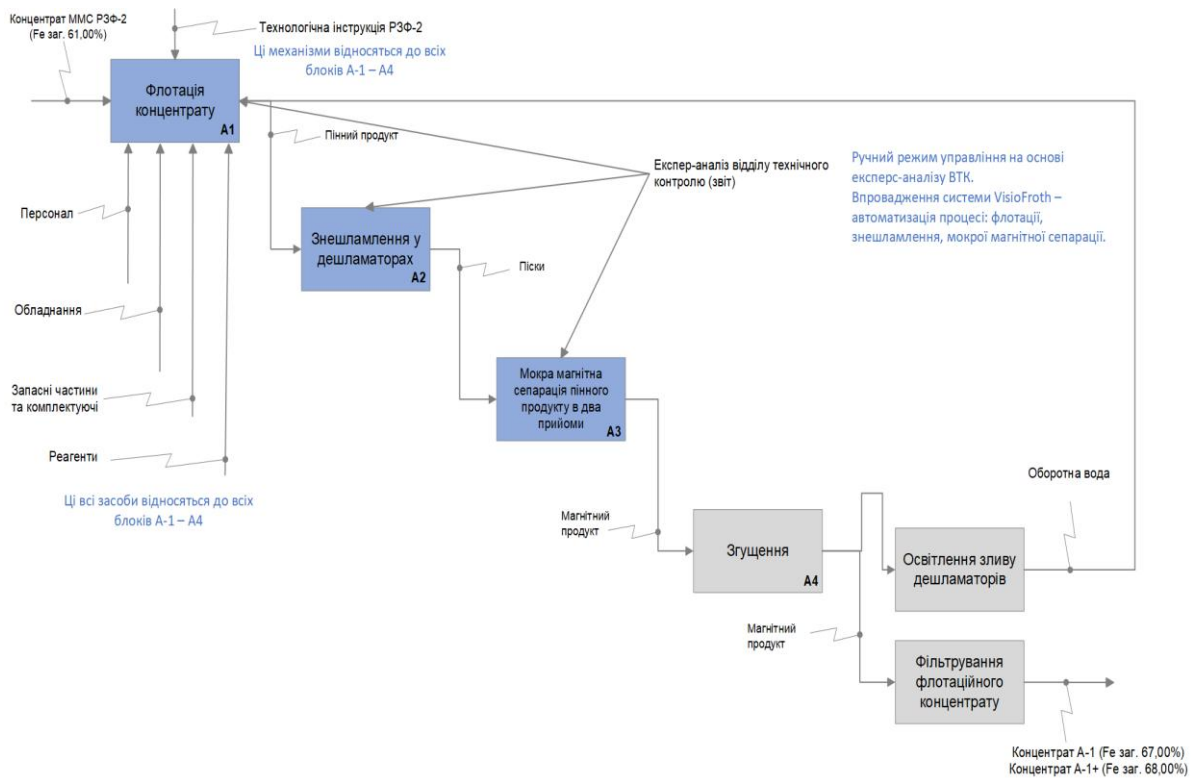 Концентрат ММС РЗФ-2
(Fe заг. 61,00%)
Технологічна інструкція РЗФ-2
Ці механізми відносяться до всіх
блоків А-1 – А4
Флотація
концентрату
A1
Пінний продукт
Експер-аналіз відділу технічного
контролю (звіт)
Ручний режим управління на основі
експерс-аналізу ВТК.
Впровадження системи VisioFroth –
автоматизація процесі: флотації,
знешламлення, мокрої магнітної сепарації.
Персонал
Знешламлення у
дешламаторах
A2
Піски
Обладнання
Мокра магнітна
сепарація пінного
продукту в два
прийоми
A3
Запасні частини
та комплектуючі
Реагенти
Ці всі засоби відносяться до всіх
блоків А-1 – А4
Оборотна вода
Магнітний
продукт
Згущення
A4
Освітлення зливу
дешламаторів
Магнітний
продукт
Фільтрування
флотаційного
концентрату
Концентрат А-1 (Fe заг. 67,00%)
Концентрат А-1+ (Fe заг. 68,00%)